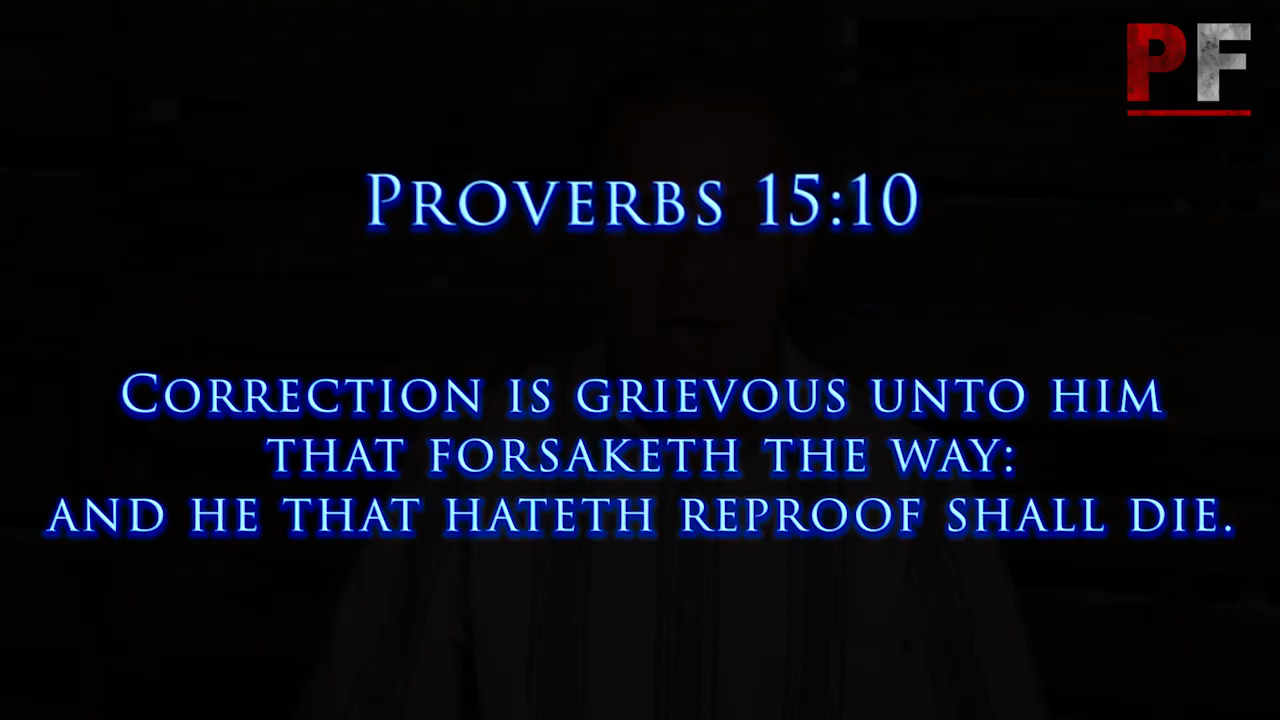 PF
PROVERBS 15:10
CORRECTION IS GRIEVOUS UNTO HIM
THAT FORSAKETH THE WAY:
AND HE THAT HATETH REPROOF SHALL DIE.